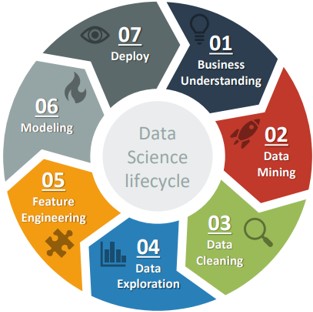 01
Business
Understanding
02
Data
Mining
03
Data
Cleaning
04
Data
Exploration
05
Feature
Engineering
06
Modeling
07
Deploy
Data
Science
lifecycle